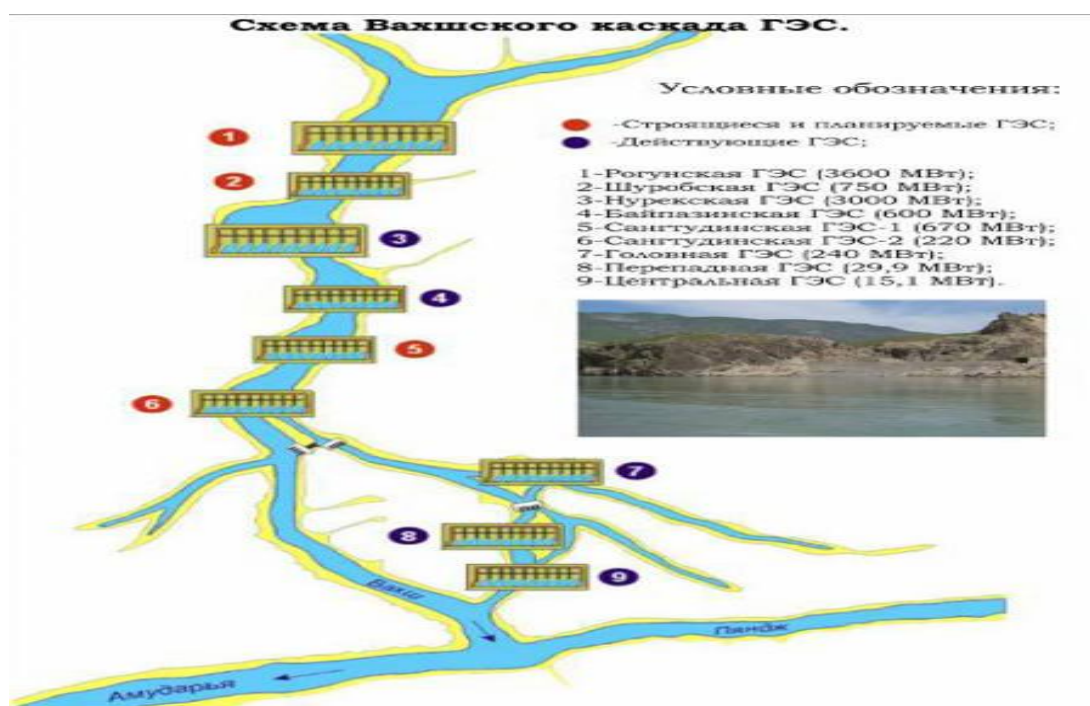 Схема Вахшского каскада ГЭС.
Условные обозначения:
-Строящиеся и планируемые ГЭС;
-Действующие ГЭС;
1-Рогунская ГЭС (3600 МВт);
2-Шуробская ГЭС (750 МВт);
3-Нурекская ГЭС (3000 МВт);
4-Байпазинская ГЭС (600 МВт);
5-Сангтудинская ГЭС-1 (670 МВт);
6-Сангтудинская ГЭС-2 (220 МВт);
7-Головная ГЭС (240 МВт);
8-Перепадная ГЭС (29,9 МВт);
9-Центральная ГЭС (15,1 МВт).
1
2
3
4
5
6
7
8
9
Вахш
Пяндж
Амударья